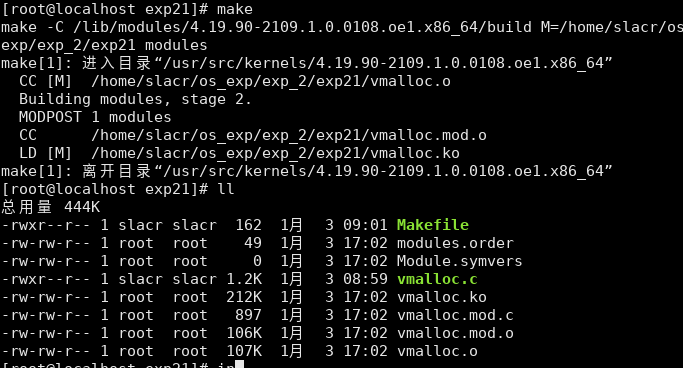 [root@localhost exp21]# make
make -C /lib/modules/4.19.90-2109.1.0.0108.oe1.x86_64/build M=/home/slacr/os_
exp/exp_2/exp21 modules
make[1]: 进入目录“/usr/src/kernels/4.19.90-2109.1.0.0108.oe1.x86_64”
  CC [M]  /home/slacr/os_exp/exp_2/exp21/vmalloc.o
  Building modules, stage 2.
  MODPOST 1 modules
  CC      /home/slacr/os_exp/exp_2/exp21/vmalloc.mod.o
  LD [M]  /home/slacr/os_exp/exp_2/exp21/vmalloc.ko
make[1]: 离开目录“/usr/src/kernels/4.19.90-2109.1.0.0108.oe1.x86_64”
[root@localhost exp21]# ll
总用量 444K
-rwxr--r-- 1 slacr slacr  162  1月   3 09:01 Makefile
-rw-r--r-- 1 root  root    49  1月   3 17:02 modules.order
-rw-r--r-- 1 root  root     0  1月   3 17:02 Module.symvers
-rwxr--r-- 1 slacr slacr 1.2K  1月   3 08:59 vmalloc.c
-rw-r--r-- 1 root  root  212K  1月   3 17:02 vmalloc.ko
-rw-r--r-- 1 root  root   897  1月   3 17:02 vmalloc.mod.c
-rw-r--r-- 1 root  root  106K  1月   3 17:02 vmalloc.mod.o
-rw-r--r-- 1 root  root  107K  1月   3 17:02 vmalloc.o
[root@localhost exp21]# in